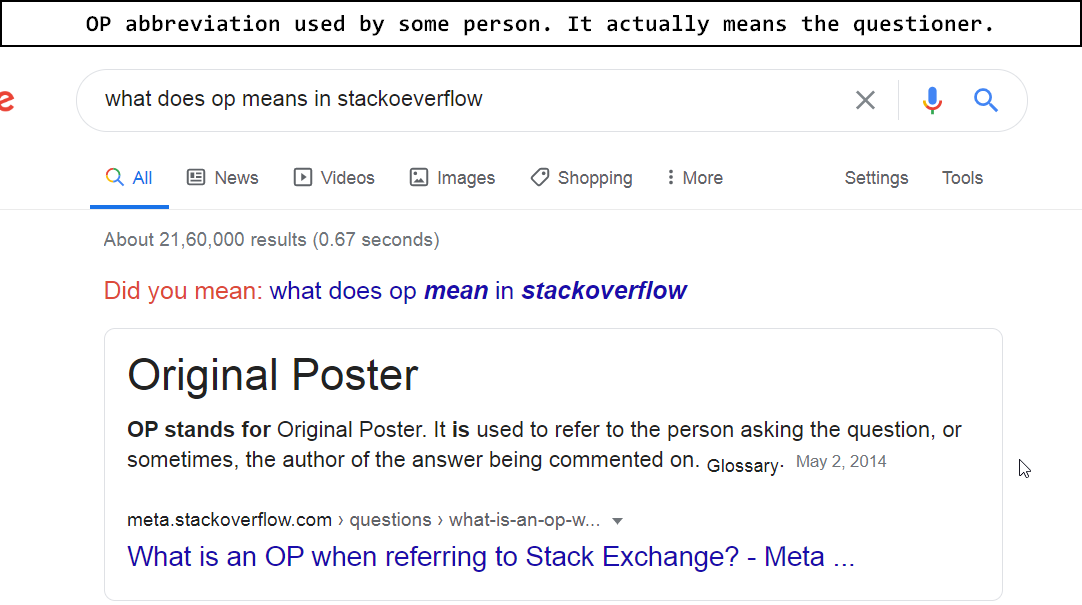 OP abbreviation used by some person. It actually means the questioner.
e
what does op means in stackoeverflow
All News Videos Images Shopping More Settings Tools
About 21,60,000 results (0.67 seconds)
Did you mean: what does op mean in stackoverflow
Original Poster
OP stands for Original Poster. It is used to refer to the person asking the question, or
sometimes, the author of the answer being commented on. Glossary· May 2, 2014
meta.stackoverflow.com › questions › what-is-an-op-w...
What is an OP when referring to Stack Exchange? - Meta ...